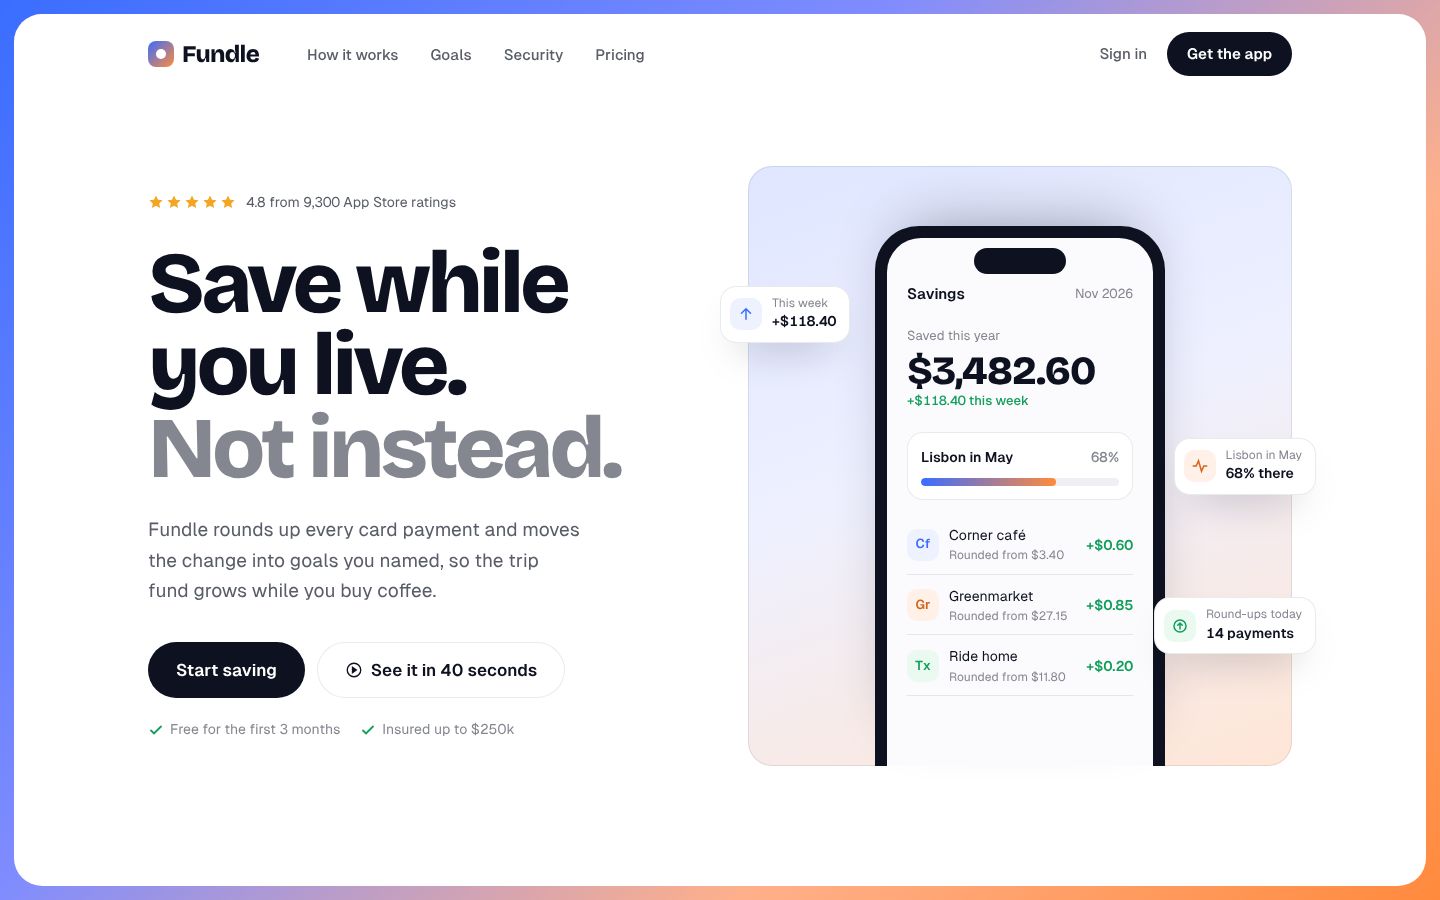 Fundle
How it works
Goals
Security
Pricing
Sign in
Get the app
4.8 from 9,300 App Store ratings
Save while
you live.
Not instead.
Fundle rounds up every card payment and moves
the change into goals you named, so the trip
fund grows while you buy coffee.
Start saving
See it in 40 seconds
Free for the first 3 months
Insured up to $250k
This week
+$118.40
Savings
Nov 2026
Saved this year
$3,482.60
+$118.40 this week
Lisbon in May
68%
Cf
Corner café
Rounded from $3.40
+$0.60
Gr
Greenmarket
Rounded from $27.15
+$0.85
Tx
Ride home
Rounded from $11.80
+$0.20
Lisbon in May
68% there
Round-ups today
14 payments